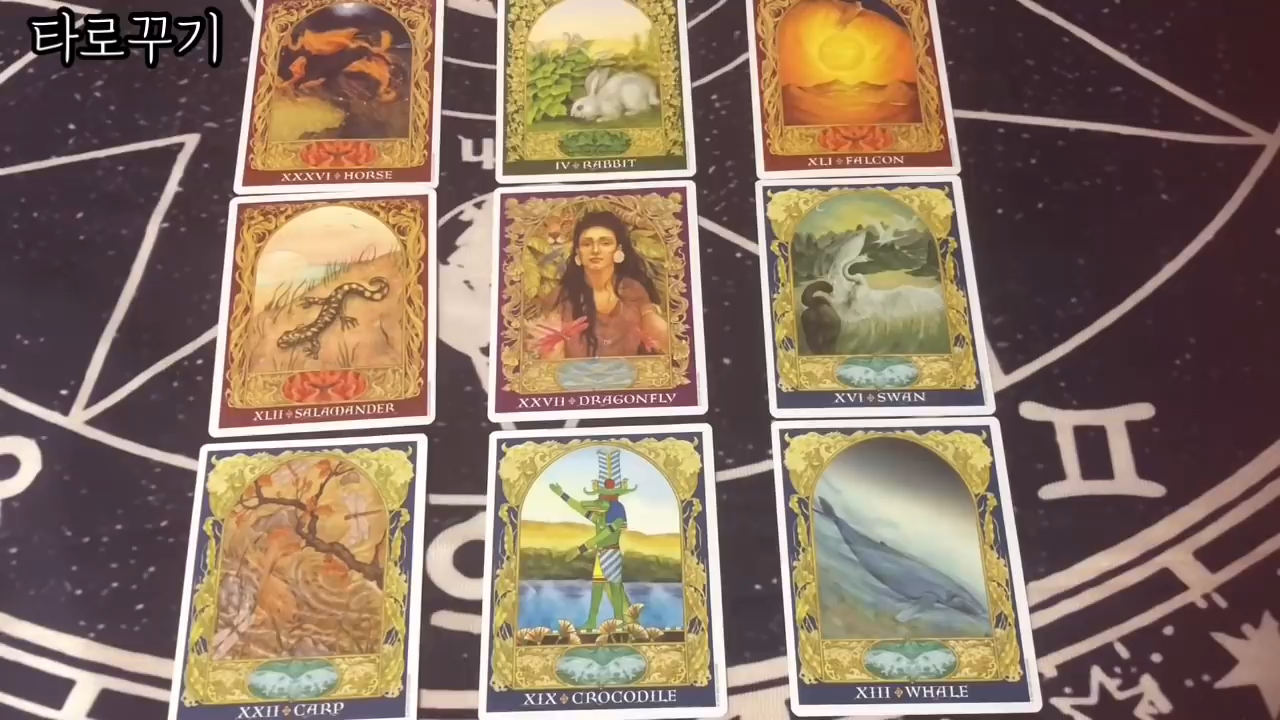 타로꾸기
XXXVI HORSE
IV RABBIT
XLI FALCON
XLII SALAMANDER
XXVII DRAGONFLY
XVI SWAN
XXII CARP
XIX CROCODILE
XIII WHALE